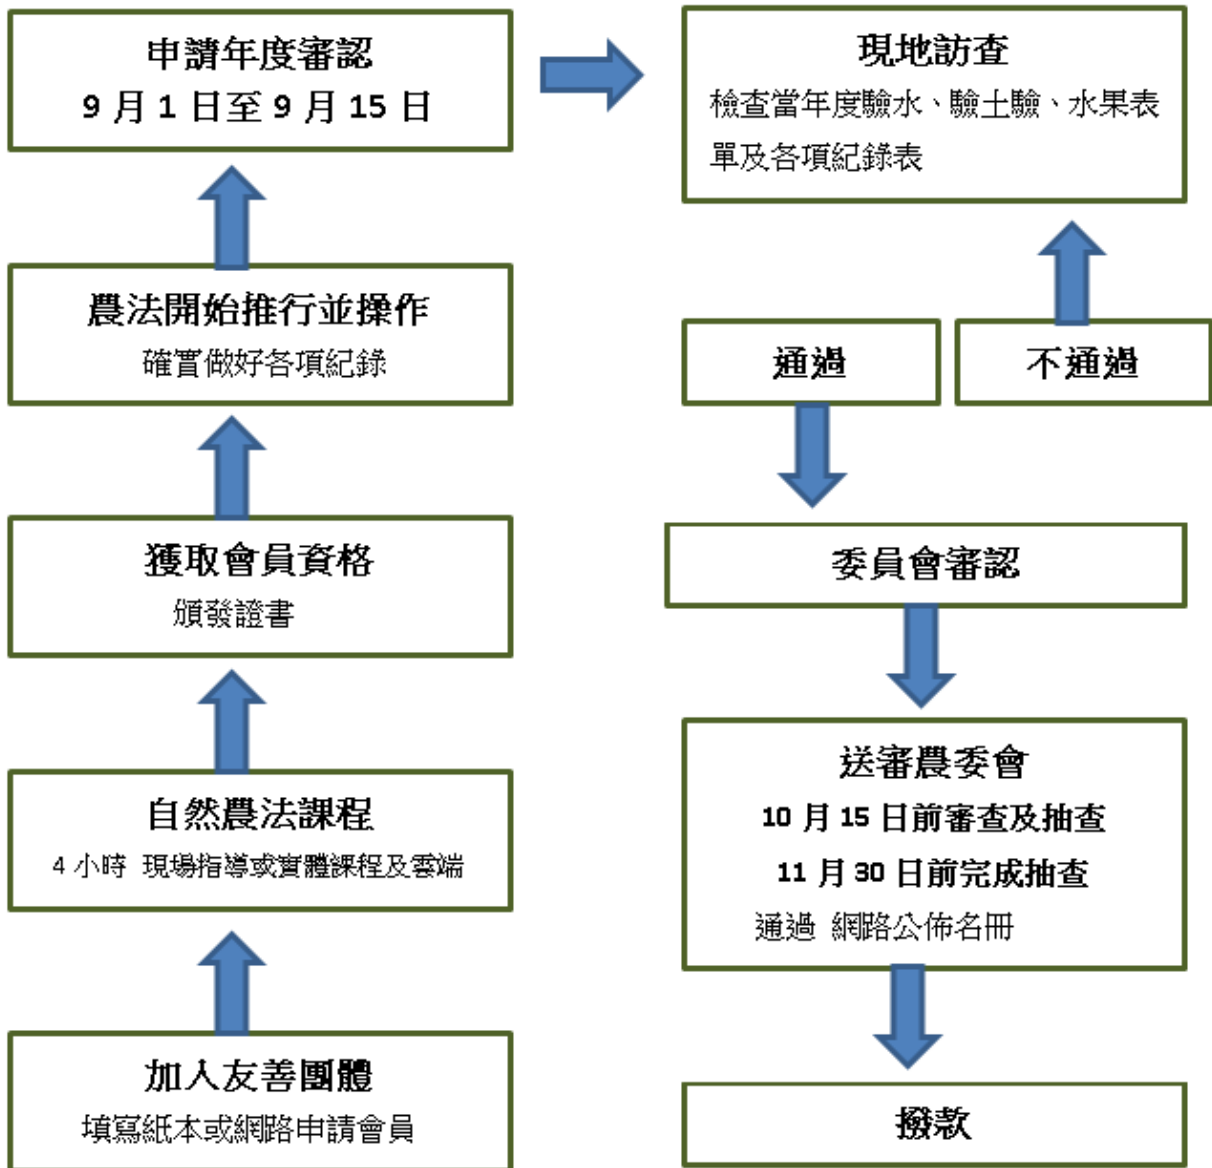 申請年度審認
9 月 1 日至 9 月 15 日
現地訪查
檢查當年度驗水、驗土驗、水果表
單及各項紀錄表
農法開始推行並操作
確實做好各項紀錄
通過
不通過
獲取會員資格
頒發證書
委員會審認
自然農法課程
4 小時 現場指導或實體課程及雲端
送審農委會
10 月 15 日前審查及抽查
11 月 30 日前完成抽查
通過 網路公佈名冊
加入友善團體
填寫紙本或網路申請會員
撥款